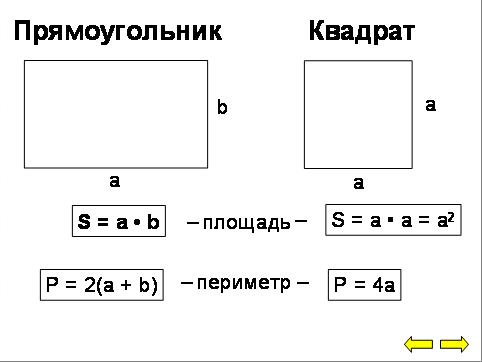 Прямоугольник Квадрат
b a
a a
S = a • b – площадь – S = a ▪ a = a²
P = 2(a + b) – периметр – P = 4a